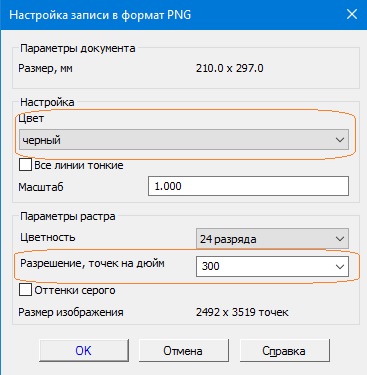 Настройка записи в формат PNG
Параметры документа
Размер, мм 210.0 x 297.0
Настройка
Цвет
черный
Все линии тонкие
Масштаб 1.000
Параметры растра
Цветность 24 разряда
Разрешение, точек на дюйм 300
Оттенки серого
Размер изображения 2492 x 3519 точек
OK Отмена Справка